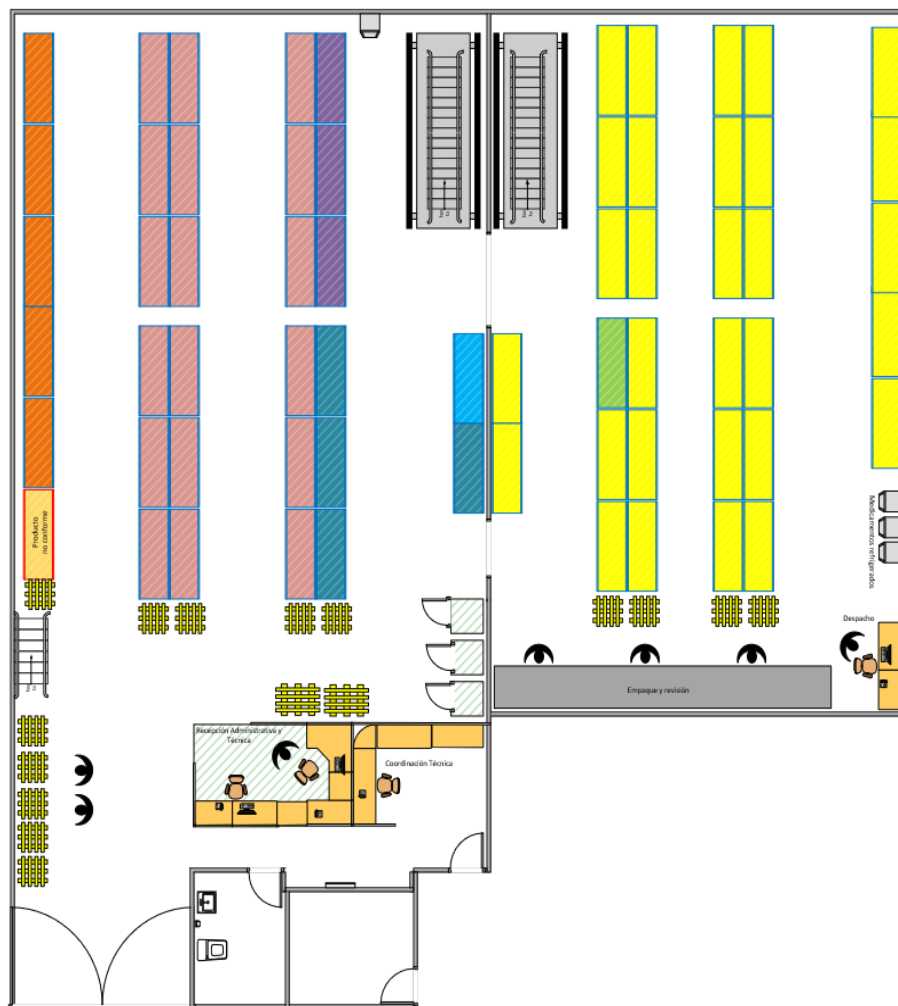 Producto
no conforme
Medicamentos refrigerados
Despacho
Empaque y revisión
Recepción Administrativa y
Técnica
Coordinación Técnica